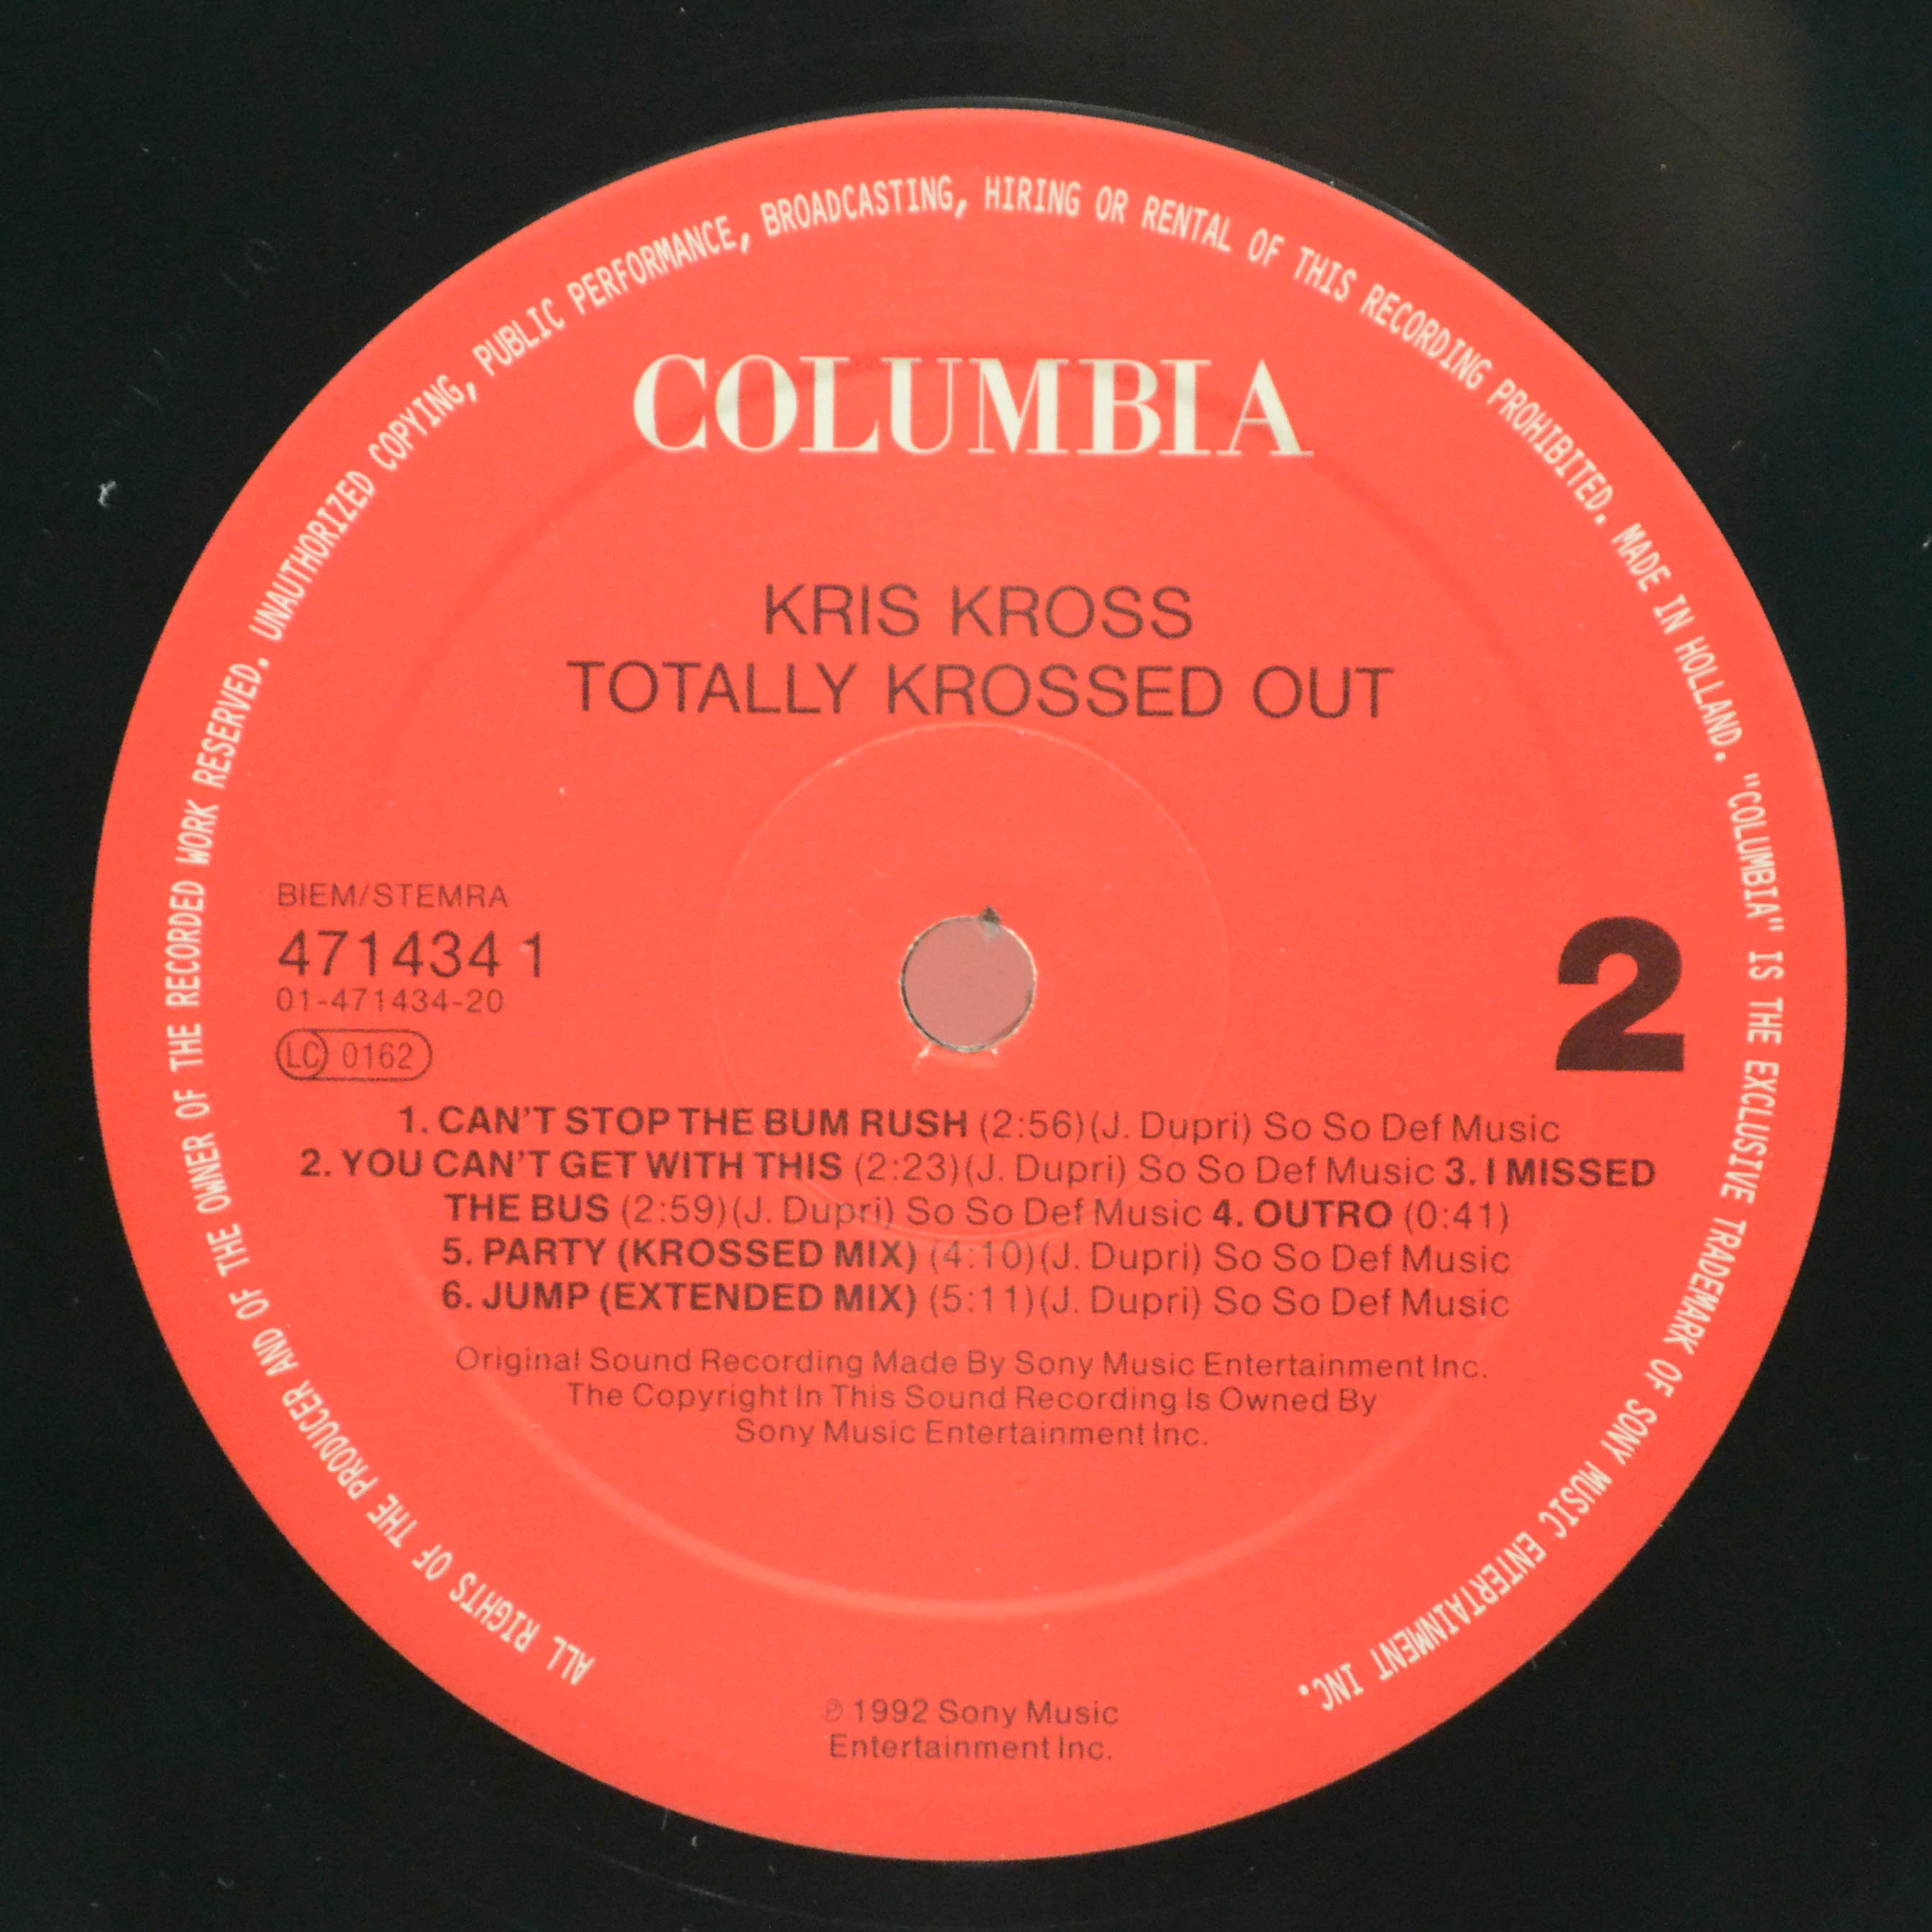 ALL RIGHTS OF THE PRODUCER AND OF THE OWNER OF THE RECORDED WORK RESERVED. UNAUTHORIZED COPYING, PUBLIC PERFORMANCE, BROADCASTING, HIRING OR RENTAL OF THIS RECORDING PROHIBITED. MADE IN HOLLAND. "COLUMBIA" IS THE EXCLUSIVE TRADEMARK OF SONY MUSIC ENTERTAINMENT INC.
COLUMBIA
KRIS KROSS
TOTALLY KROSSED OUT
BIEM/STEMRA
471434 1
01-471434-20
LC 0162
2
1. CAN'T STOP THE BUM RUSH (2:56)(J. Dupri) So So Def Music
2. YOU CAN'T GET WITH THIS (2:23)(J. Dupri) So So Def Music 3. I MISSED
THE BUS (2:59)(J. Dupri) So So Def Music 4. OUTRO (0:41)
5. PARTY (KROSSED MIX) (4:10)(J. Dupri) So So Def Music
6. JUMP (EXTENDED MIX) (5:11)(J. Dupri) So So Def Music
Original Sound Recording Made By Sony Music Entertainment Inc.
The Copyright In This Sound Recording Is Owned By
Sony Music Entertainment Inc.
℗ 1992 Sony Music
Entertainment Inc.